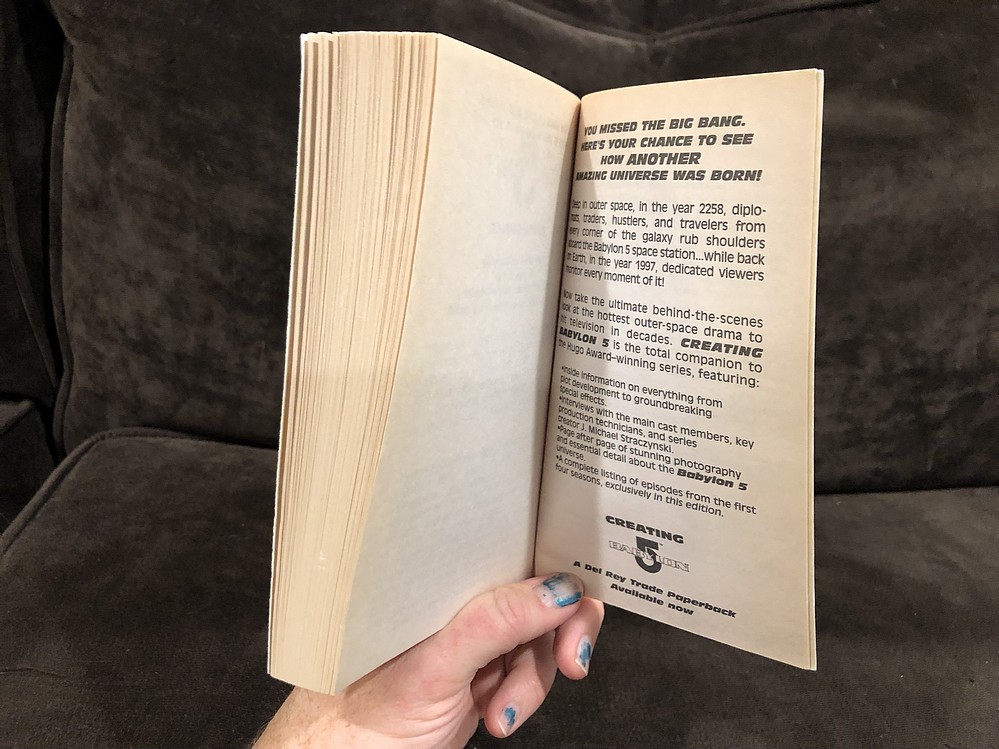 YOU MISSED THE BIG BANG.
HERE'S YOUR CHANCE TO SEE
HOW ANOTHER
AMAZING UNIVERSE WAS BORN!
Deep in outer space, in the year 2258, diplo-
mats, traders, hustlers, and travelers from
every corner of the galaxy rub shoulders
aboard the Babylon 5 space station...while back
on Earth, in the year 1997, dedicated viewers
monitor every moment of it!
Now take the ultimate behind-the-scenes
look at the hottest outer-space drama to
hit television in decades. CREATING
BABYLON 5 is the total companion to
the Hugo Award–winning series, featuring:
•Inside information on everything from
plot development to groundbreaking
special effects.
•Interviews with the main cast members, key
production technicians, and series
creator J. Michael Straczynski.
•Page after page of stunning photography
and essential detail about the Babylon 5
universe.
•A complete listing of episodes from the first
four seasons, exclusively in this edition.
CREATING
BABYLON 5™
A Del Rey Trade Paperback
Available now